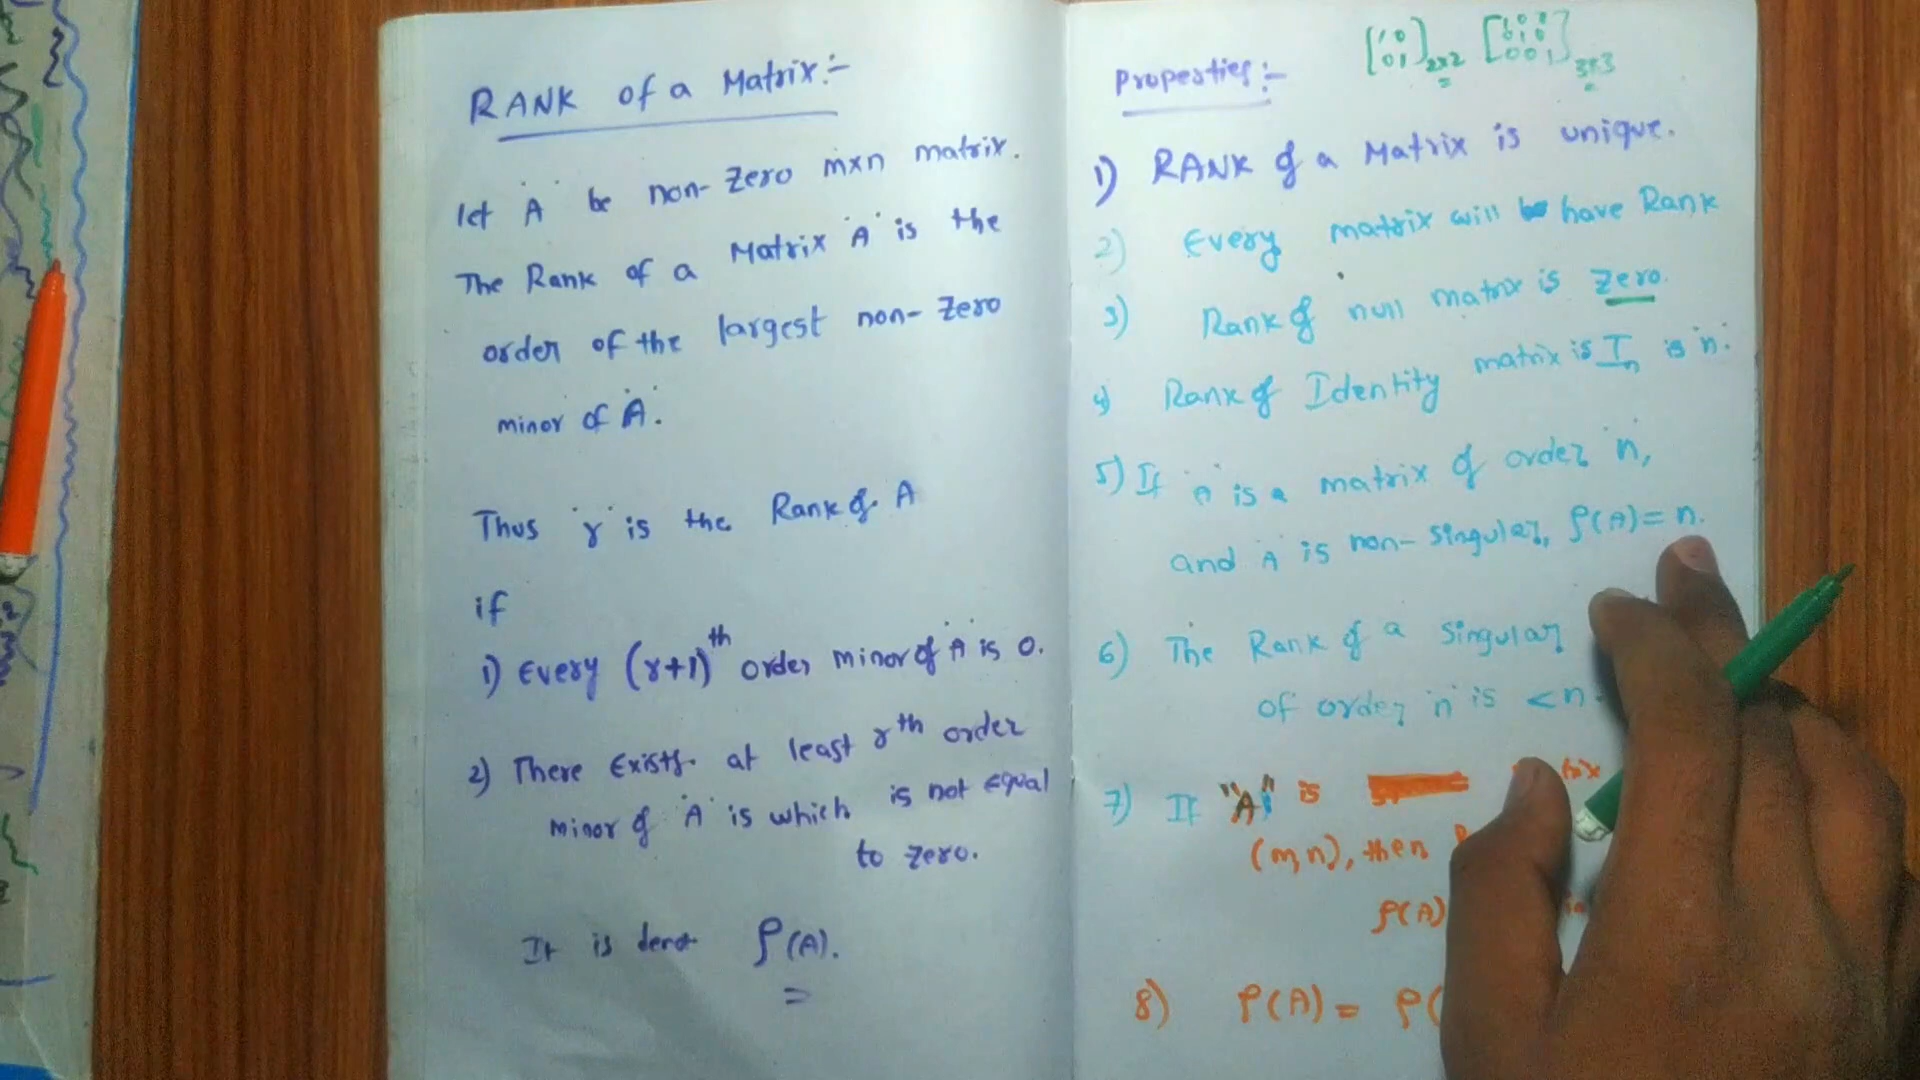 RANK of a Matrix:-
let 'A' be non-zero mxn matrix.
The Rank of a Matrix 'A' is the
order of the largest non-zero
minor of 'A'.
Thus 'r' is the Rank of A
if
1) Every (r+1)th order minor of 'A' is 0.
2) There Exists at least rth order
minor of 'A' is which is not equal
to zero.
It is denot ρ(A).
Properties:-
[1 0
0 1]2x2
[1 0 0
0 1 0
0 0 1]3x3
1) RANK of a Matrix is unique.
2) Every matrix will have Rank
3) Rank of null matrix is zero.
4) Rank of Identity matrix is In is 'n'.
5) If 'A' is a matrix of order 'n',
and 'A' is non-singular, ρ(A)=n.
6) The Rank of a singular
of order 'n' is <n.
7) If "A" is
(m,n), then
ρ(A)
8) ρ(A) = ρ(